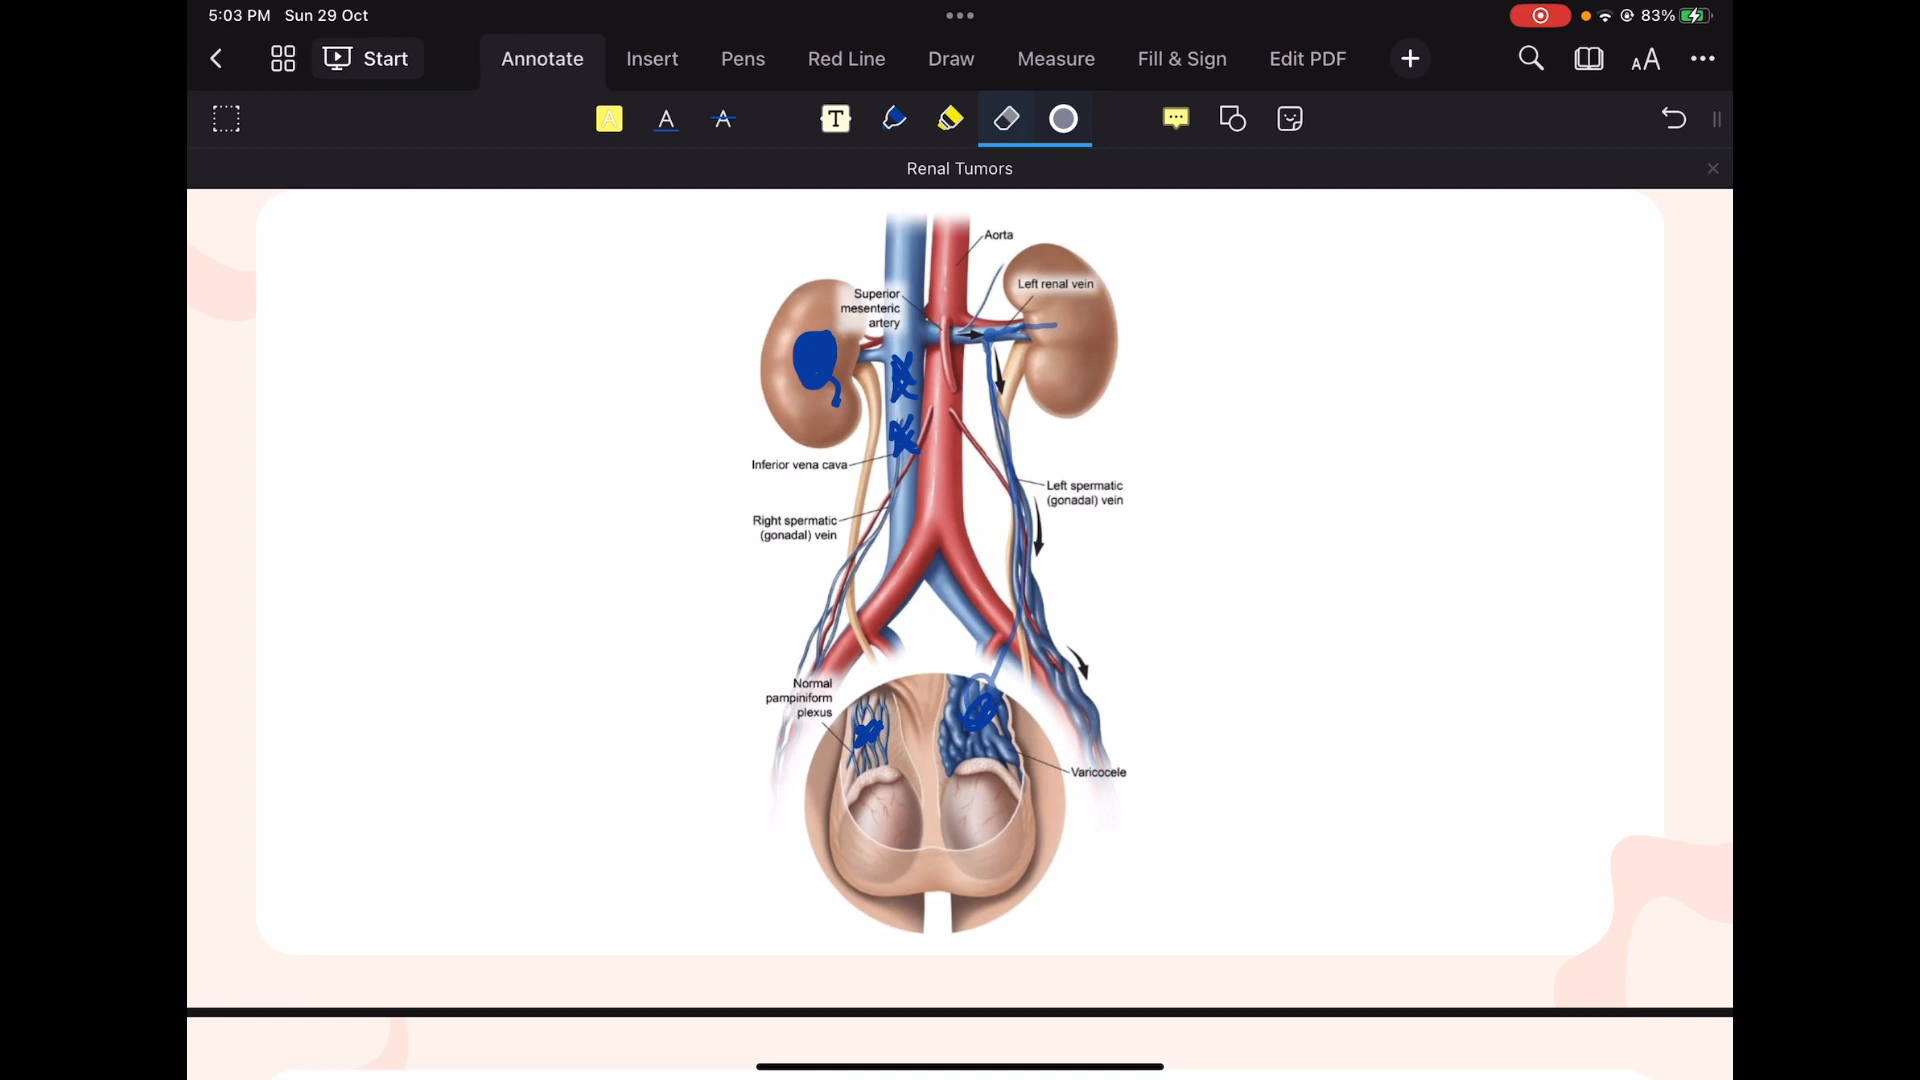 5:03 PM Sun 29 Oct
83%
Start
Annotate Insert Pens Red Line Draw Measure Fill & Sign Edit PDF
AA
A A A T
Renal Tumors
Aorta
Left renal vein
Superior
mesenteric
artery
Inferior vena cava
Left spermatic
(gonadal) vein
Right spermatic
(gonadal) vein
Normal
pampiniform
plexus
Varicocele